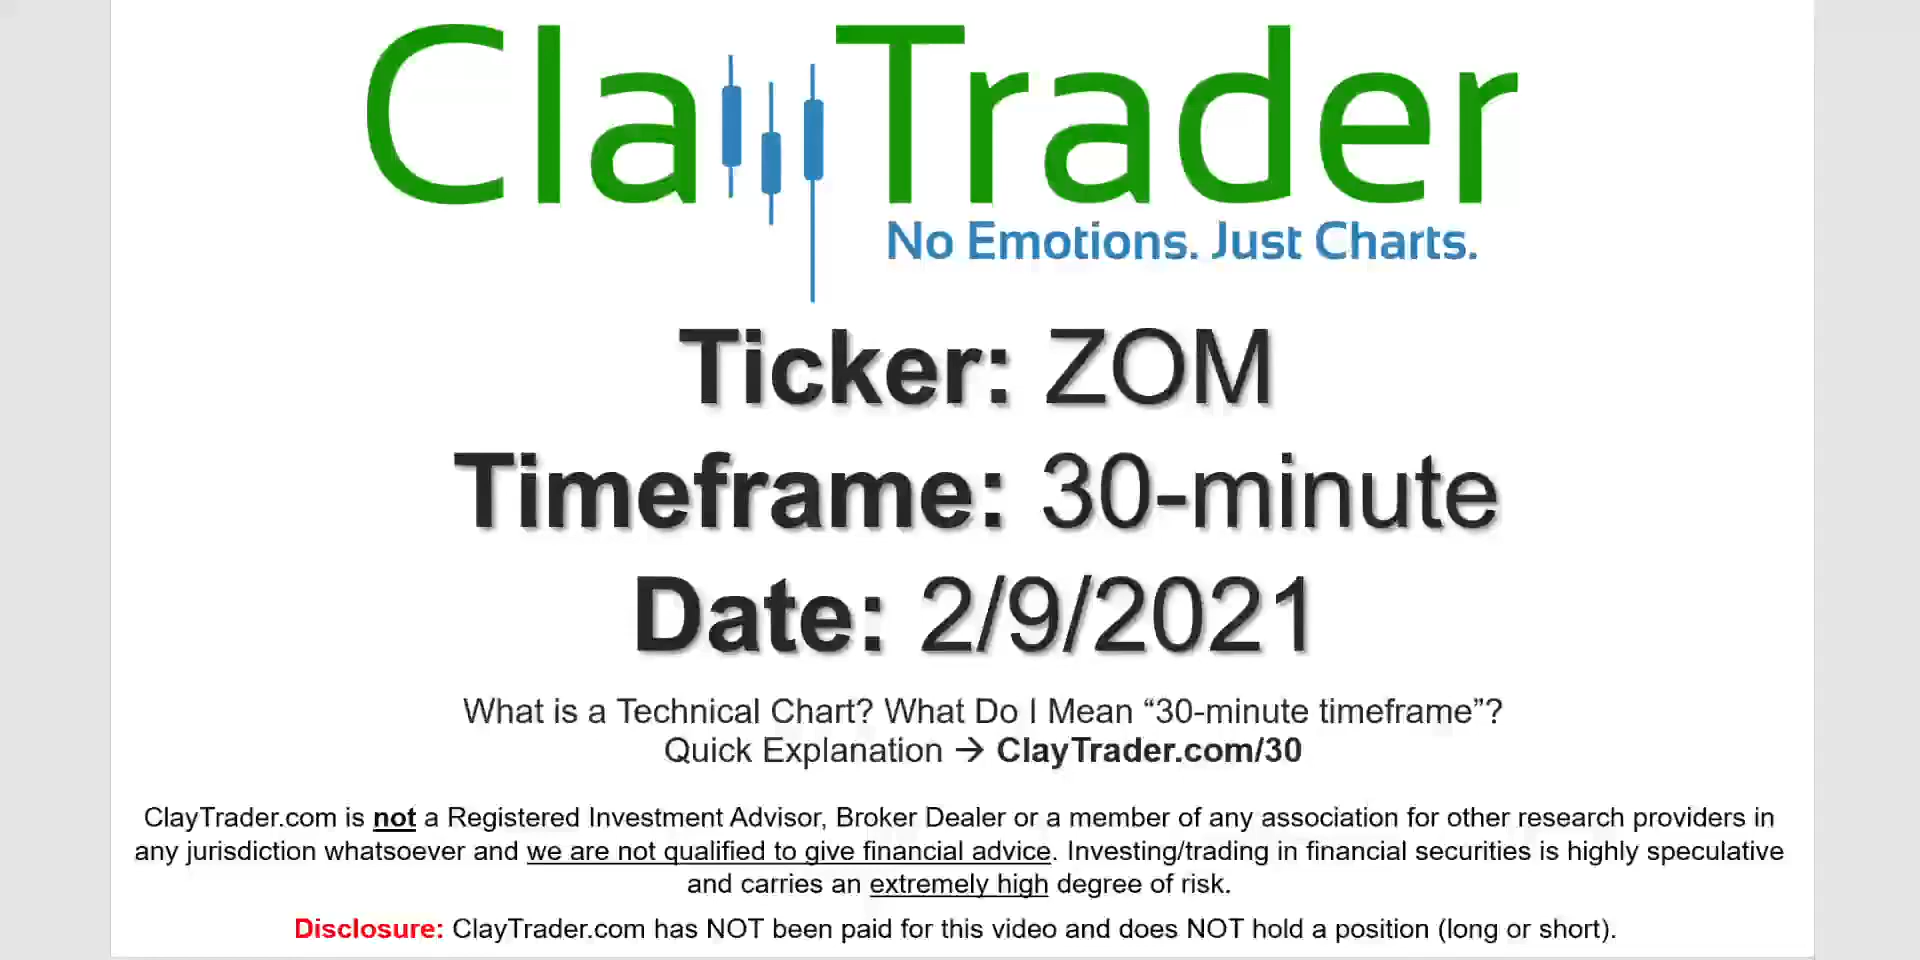 ClayTrader
No Emotions. Just Charts.
Ticker: ZOM
Timeframe: 30-minute
Date: 2/9/2021
What is a Technical Chart? What Do I Mean “30-minute timeframe”?
Quick Explanation → ClayTrader.com/30
ClayTrader.com is not a Registered Investment Advisor, Broker Dealer or a member of any association for other research providers in
any jurisdiction whatsoever and we are not qualified to give financial advice. Investing/trading in financial securities is highly speculative
and carries an extremely high degree of risk.
Disclosure: ClayTrader.com has NOT been paid for this video and does NOT hold a position (long or short).